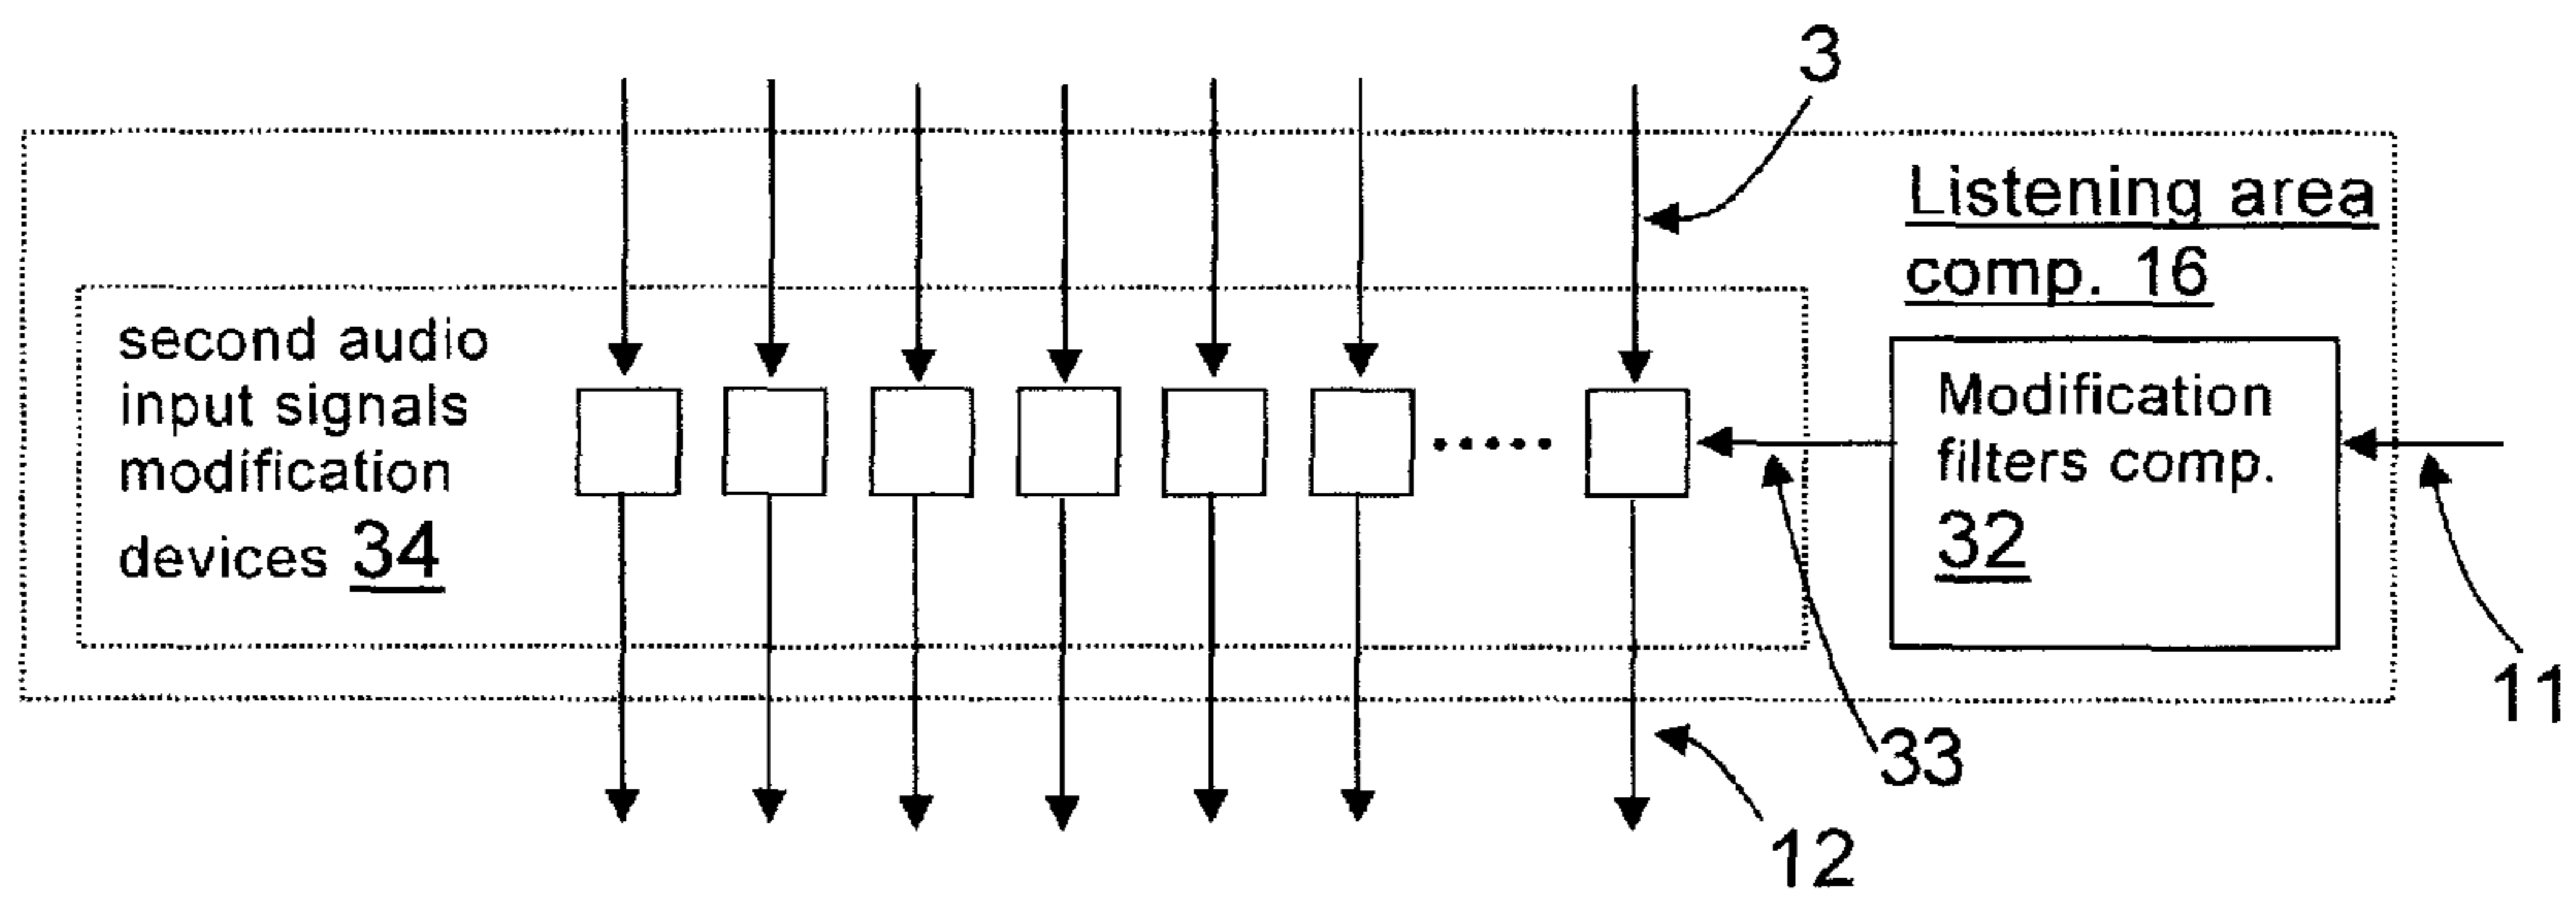 3
Listening area
comp. 16
second audio
input signals
modification
devices 34
Modification
filters comp.
32
11
33
12